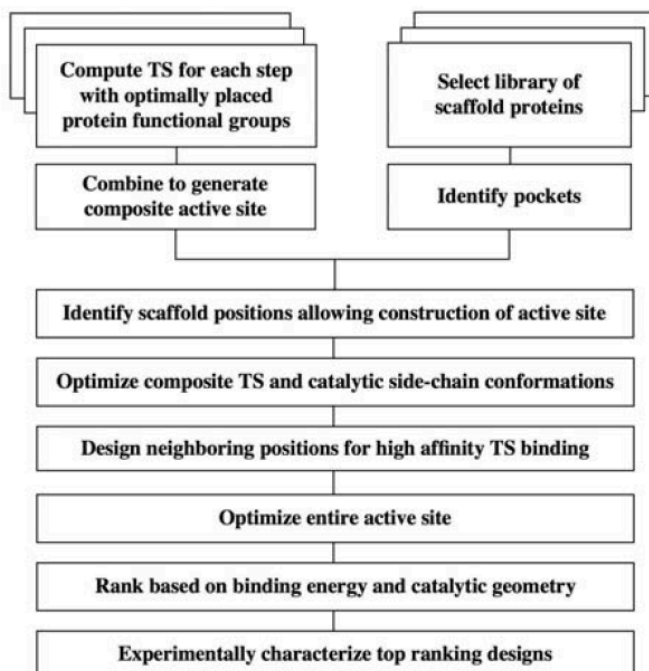 Compute TS for each step
with optimally placed
protein functional groups
Select library of
scaffold proteins
Combine to generate
composite active site
Identify pockets
Identify scaffold positions allowing construction of active site
Optimize composite TS and catalytic side-chain conformations
Design neighboring positions for high affinity TS binding
Optimize entire active site
Rank based on binding energy and catalytic geometry
Experimentally characterize top ranking designs